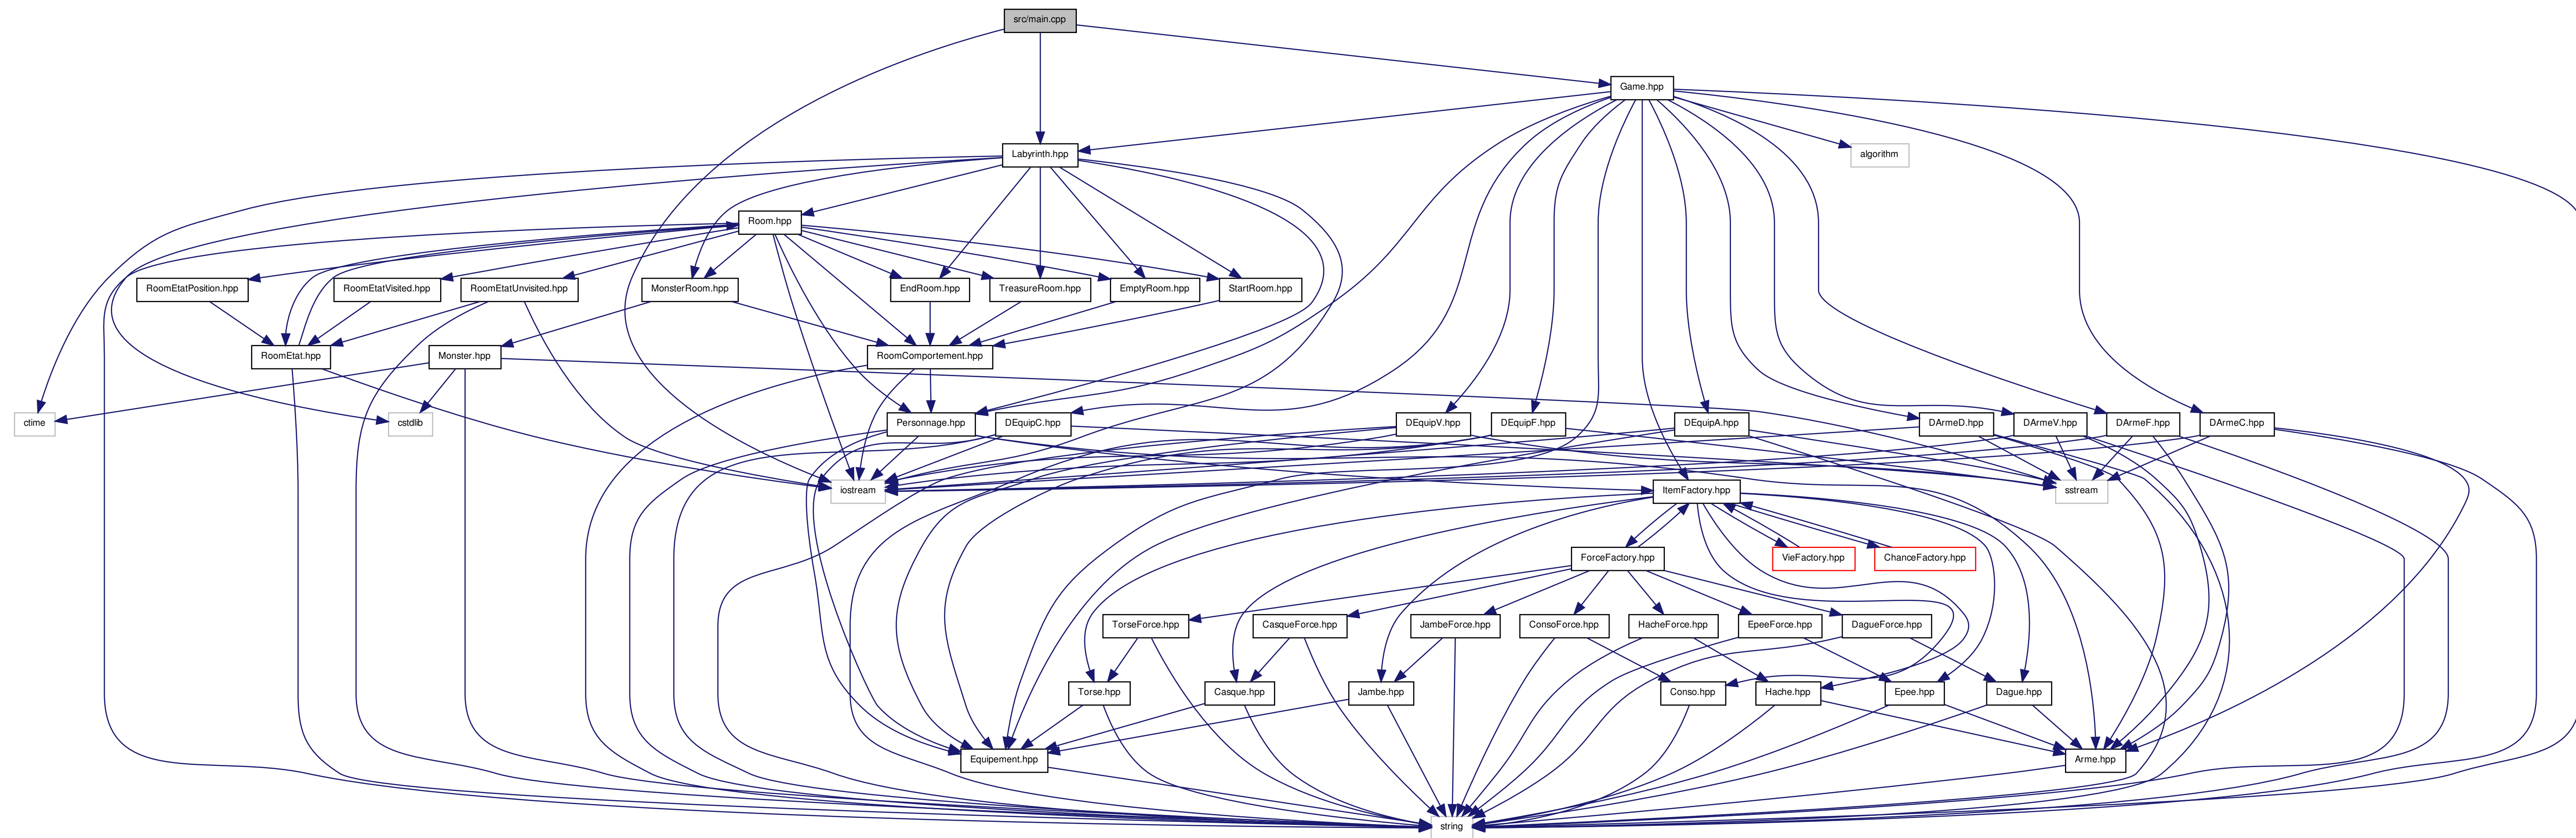 src/main.cpp
Game.hpp
Labyrinth.hpp
algorithm
Room.hpp
RoomEtatPosition.hpp
RoomEtatVisited.hpp
RoomEtatUnvisited.hpp
MonsterRoom.hpp
EndRoom.hpp
TreasureRoom.hpp
EmptyRoom.hpp
StartRoom.hpp
RoomEtat.hpp
Monster.hpp
RoomComportement.hpp
ctime
cstdlib
Personnage.hpp
DEquipC.hpp
DEquipV.hpp
DEquipF.hpp
DEquipA.hpp
DArmeD.hpp
DArmeV.hpp
DArmeF.hpp
DArmeC.hpp
iostream
ItemFactory.hpp
sstream
ForceFactory.hpp
VieFactory.hpp
ChanceFactory.hpp
TorseForce.hpp
CasqueForce.hpp
JambeForce.hpp
ConsoForce.hpp
HacheForce.hpp
EpeeForce.hpp
DagueForce.hpp
Torse.hpp
Casque.hpp
Jambe.hpp
Conso.hpp
Hache.hpp
Epee.hpp
Dague.hpp
Equipement.hpp
Arme.hpp
string